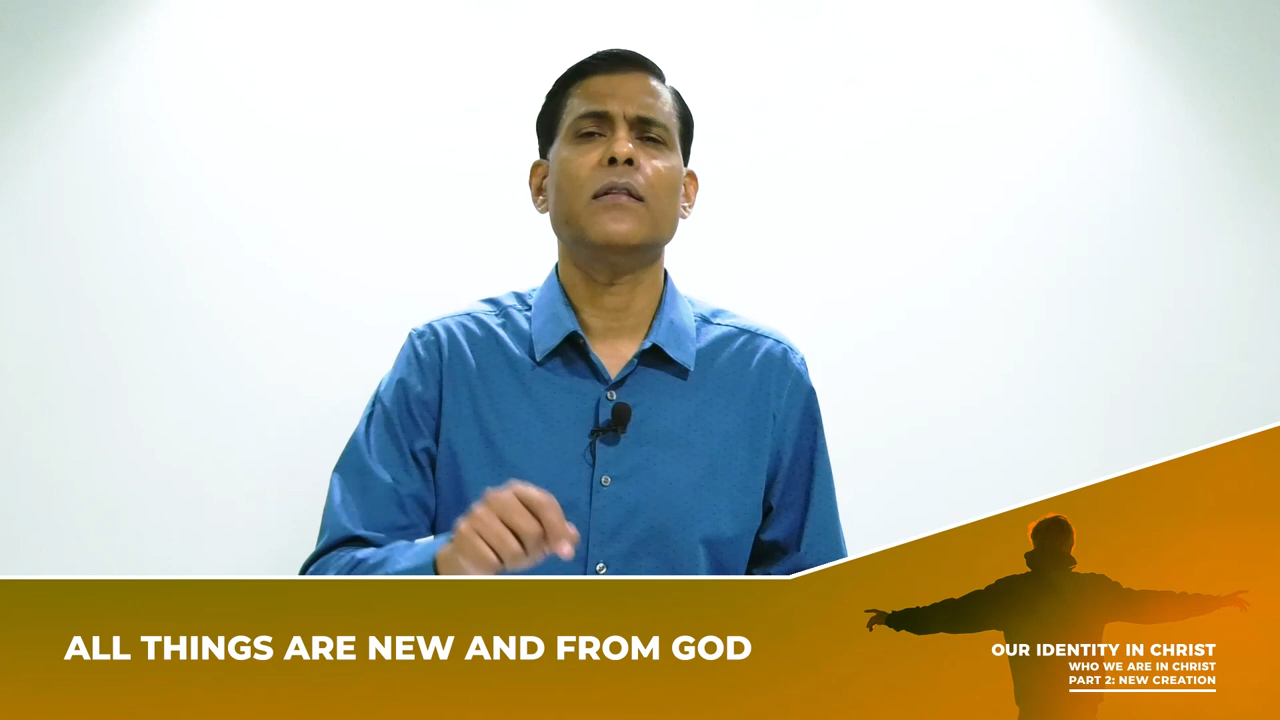 ALL THINGS ARE NEW AND FROM GOD
OUR IDENTITY IN CHRIST
WHO WE ARE IN CHRIST
PART 2: NEW CREATION